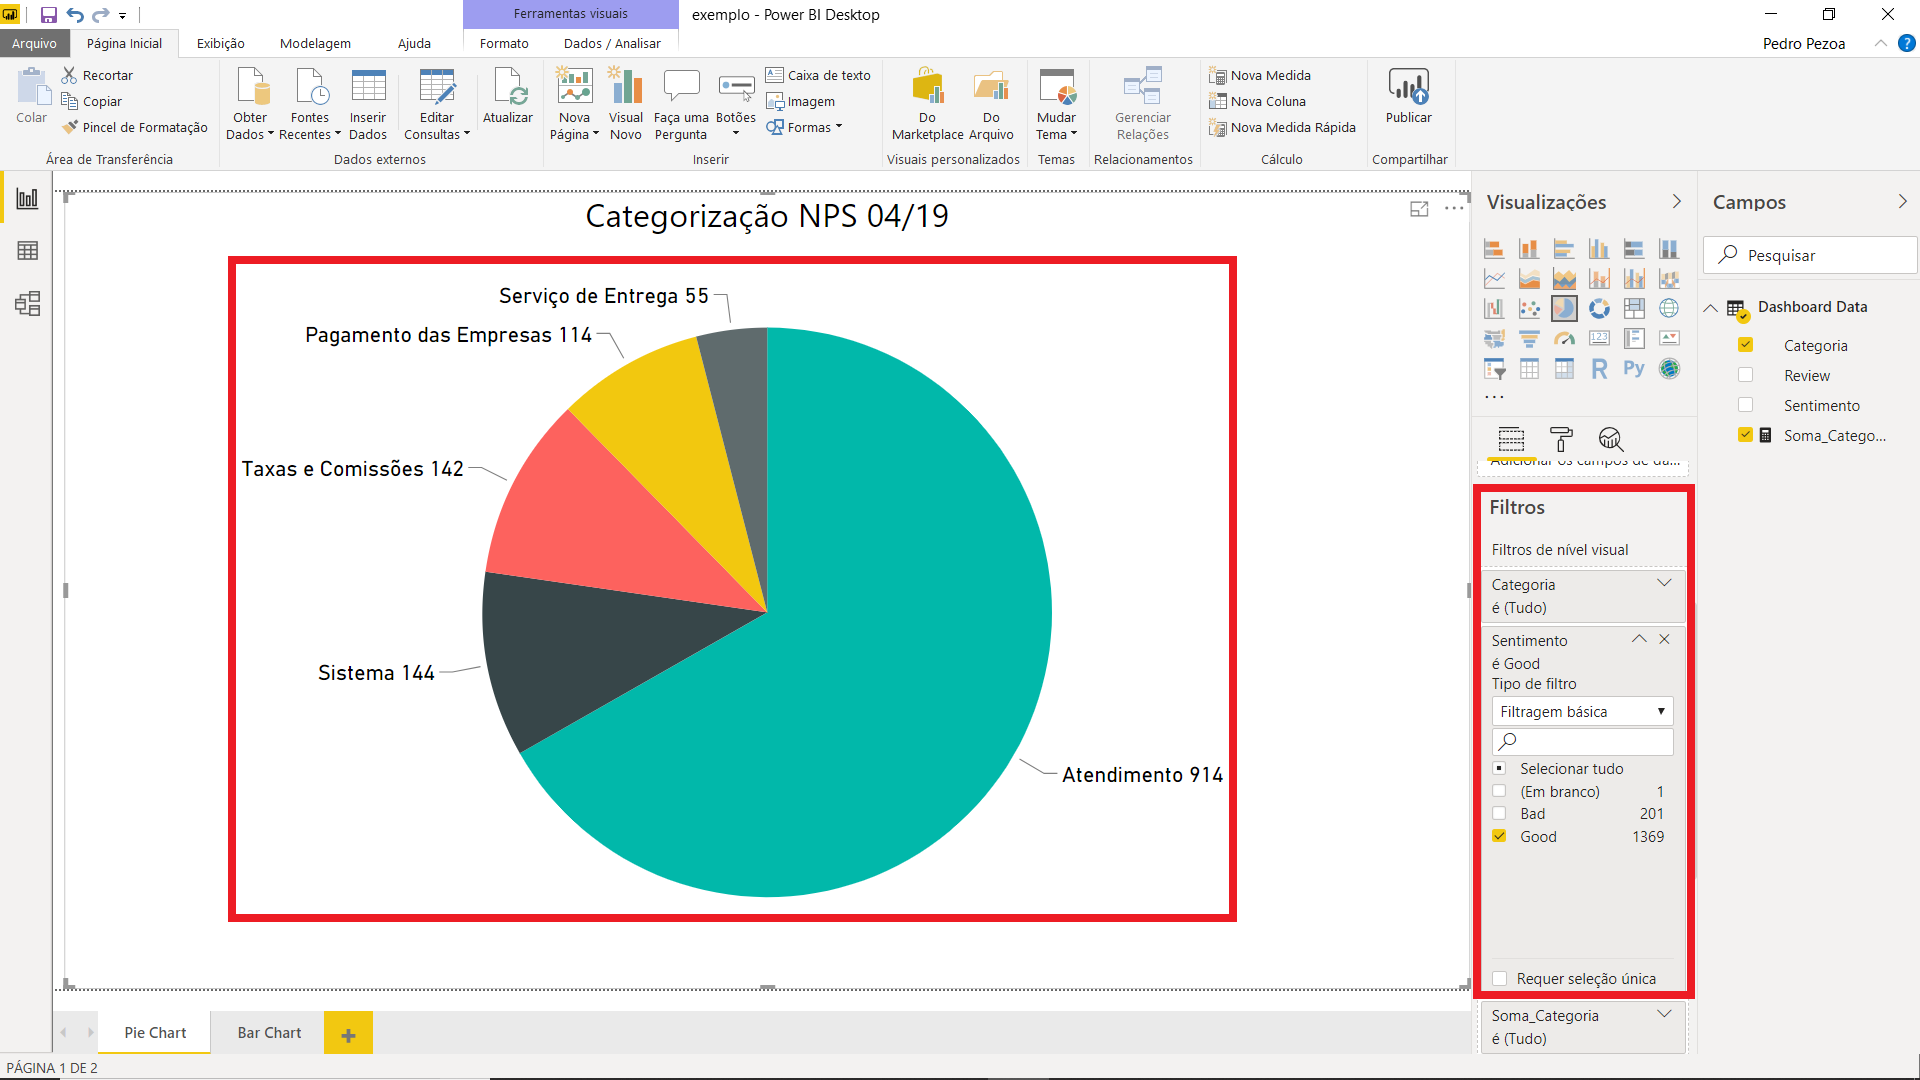 Ferramentas visuais
exemplo - Power BI Desktop
Arquivo
Página Inicial
Exibição
Modelagem
Ajuda
Formato
Dados / Analisar
Pedro Pezoa
?
Colar
Recortar
Copiar
Pincel de Formatação
Área de Transferência
Obter Dados
Fontes Recentes
Inserir Dados
Editar Consultas
Atualizar
Dados externos
Nova Página
Visual Novo
Faça uma Pergunta
Botões
Caixa de texto
Imagem
Formas
Inserir
Do Marketplace
Do Arquivo
Visuais personalizados
Mudar Tema
Temas
Gerenciar Relações
Relacionamentos
Nova Medida
Nova Coluna
Nova Medida Rápida
Cálculo
Publicar
Compartilhar
Categorização NPS 04/19
Serviço de Entrega 55
Pagamento das Empresas 114
Taxas e Comissões 142
Sistema 144
Atendimento 914
Visualizações
123
R
Py
Adicionar os campos de da...
Filtros
Filtros de nível visual
Categoria
é (Tudo)
Sentimento
é Good
Tipo de filtro
Filtragem básica
Selecionar tudo
(Em branco) 1
Bad 201
Good 1369
Requer seleção única
Soma_Categoria
é (Tudo)
Campos
Pesquisar
Dashboard Data
Categoria
Review
Sentimento
Soma_Catego...
Pie Chart
Bar Chart
PÁGINA 1 DE 2